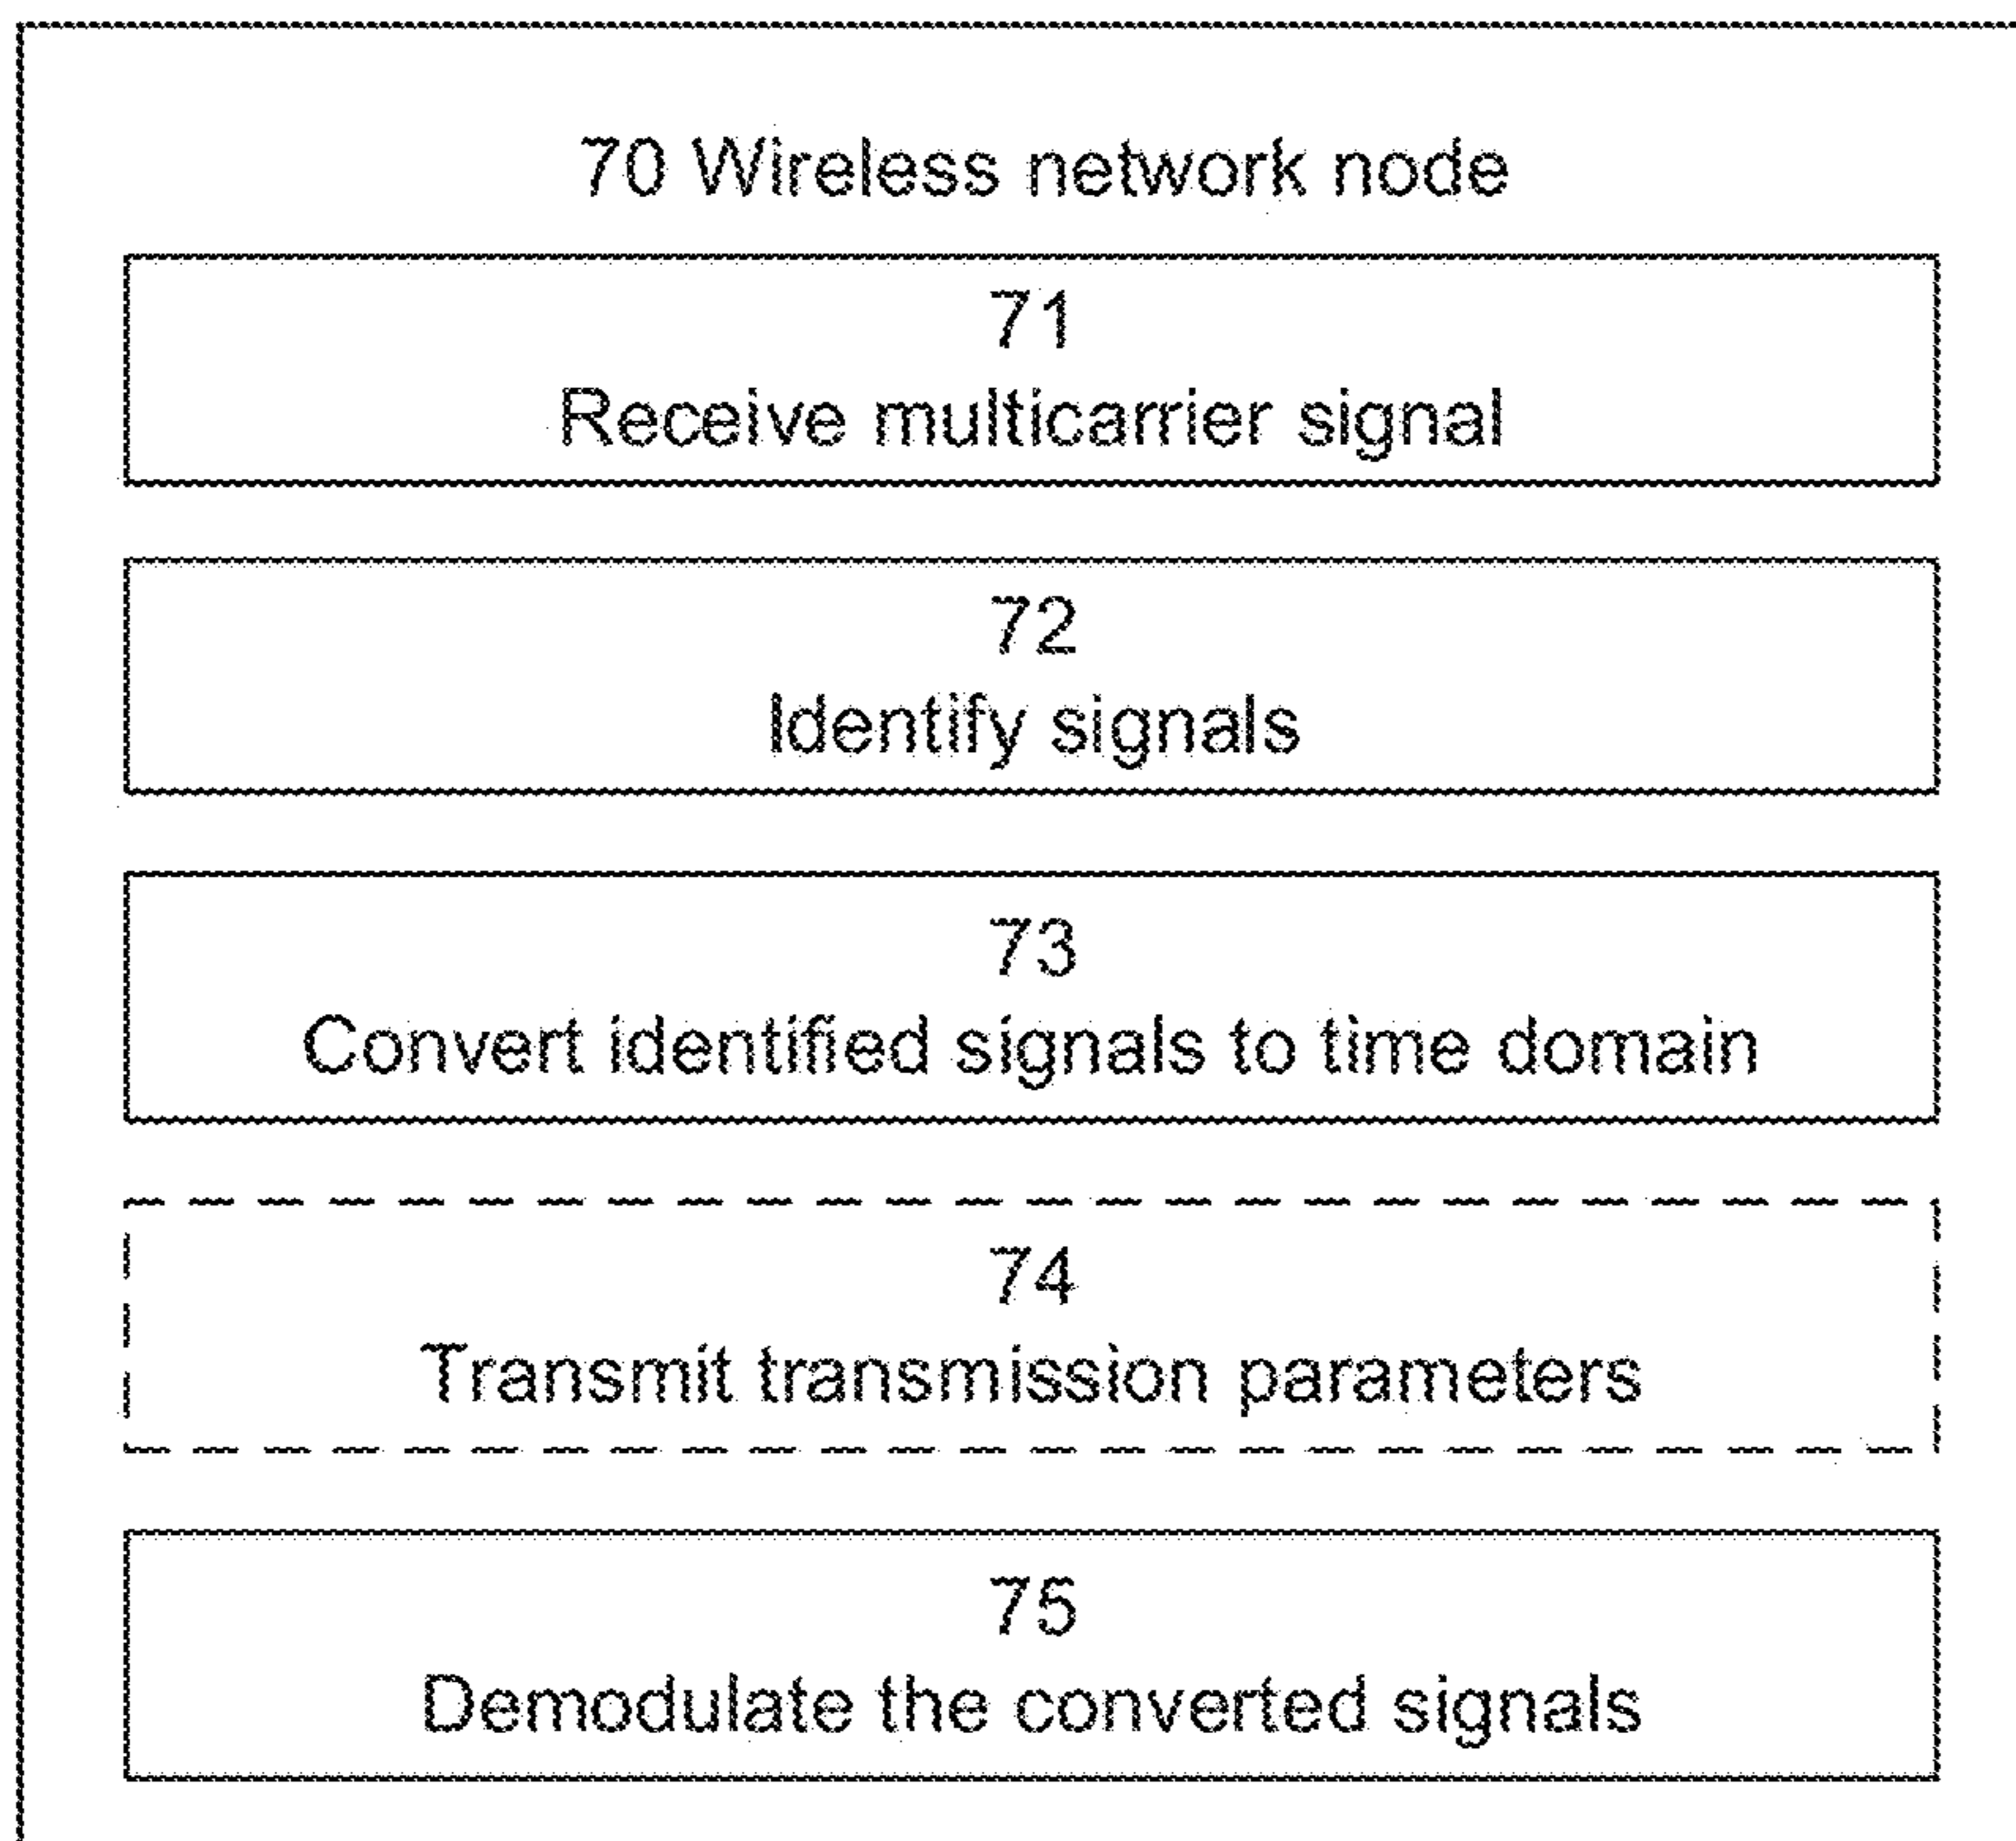 70 Wireless network node
71
Receive multicarrier signal
72
Identify signals
73
Convert identified signals to time domain
74
Transmit transmission parameters
75
Demodulate the converted signals